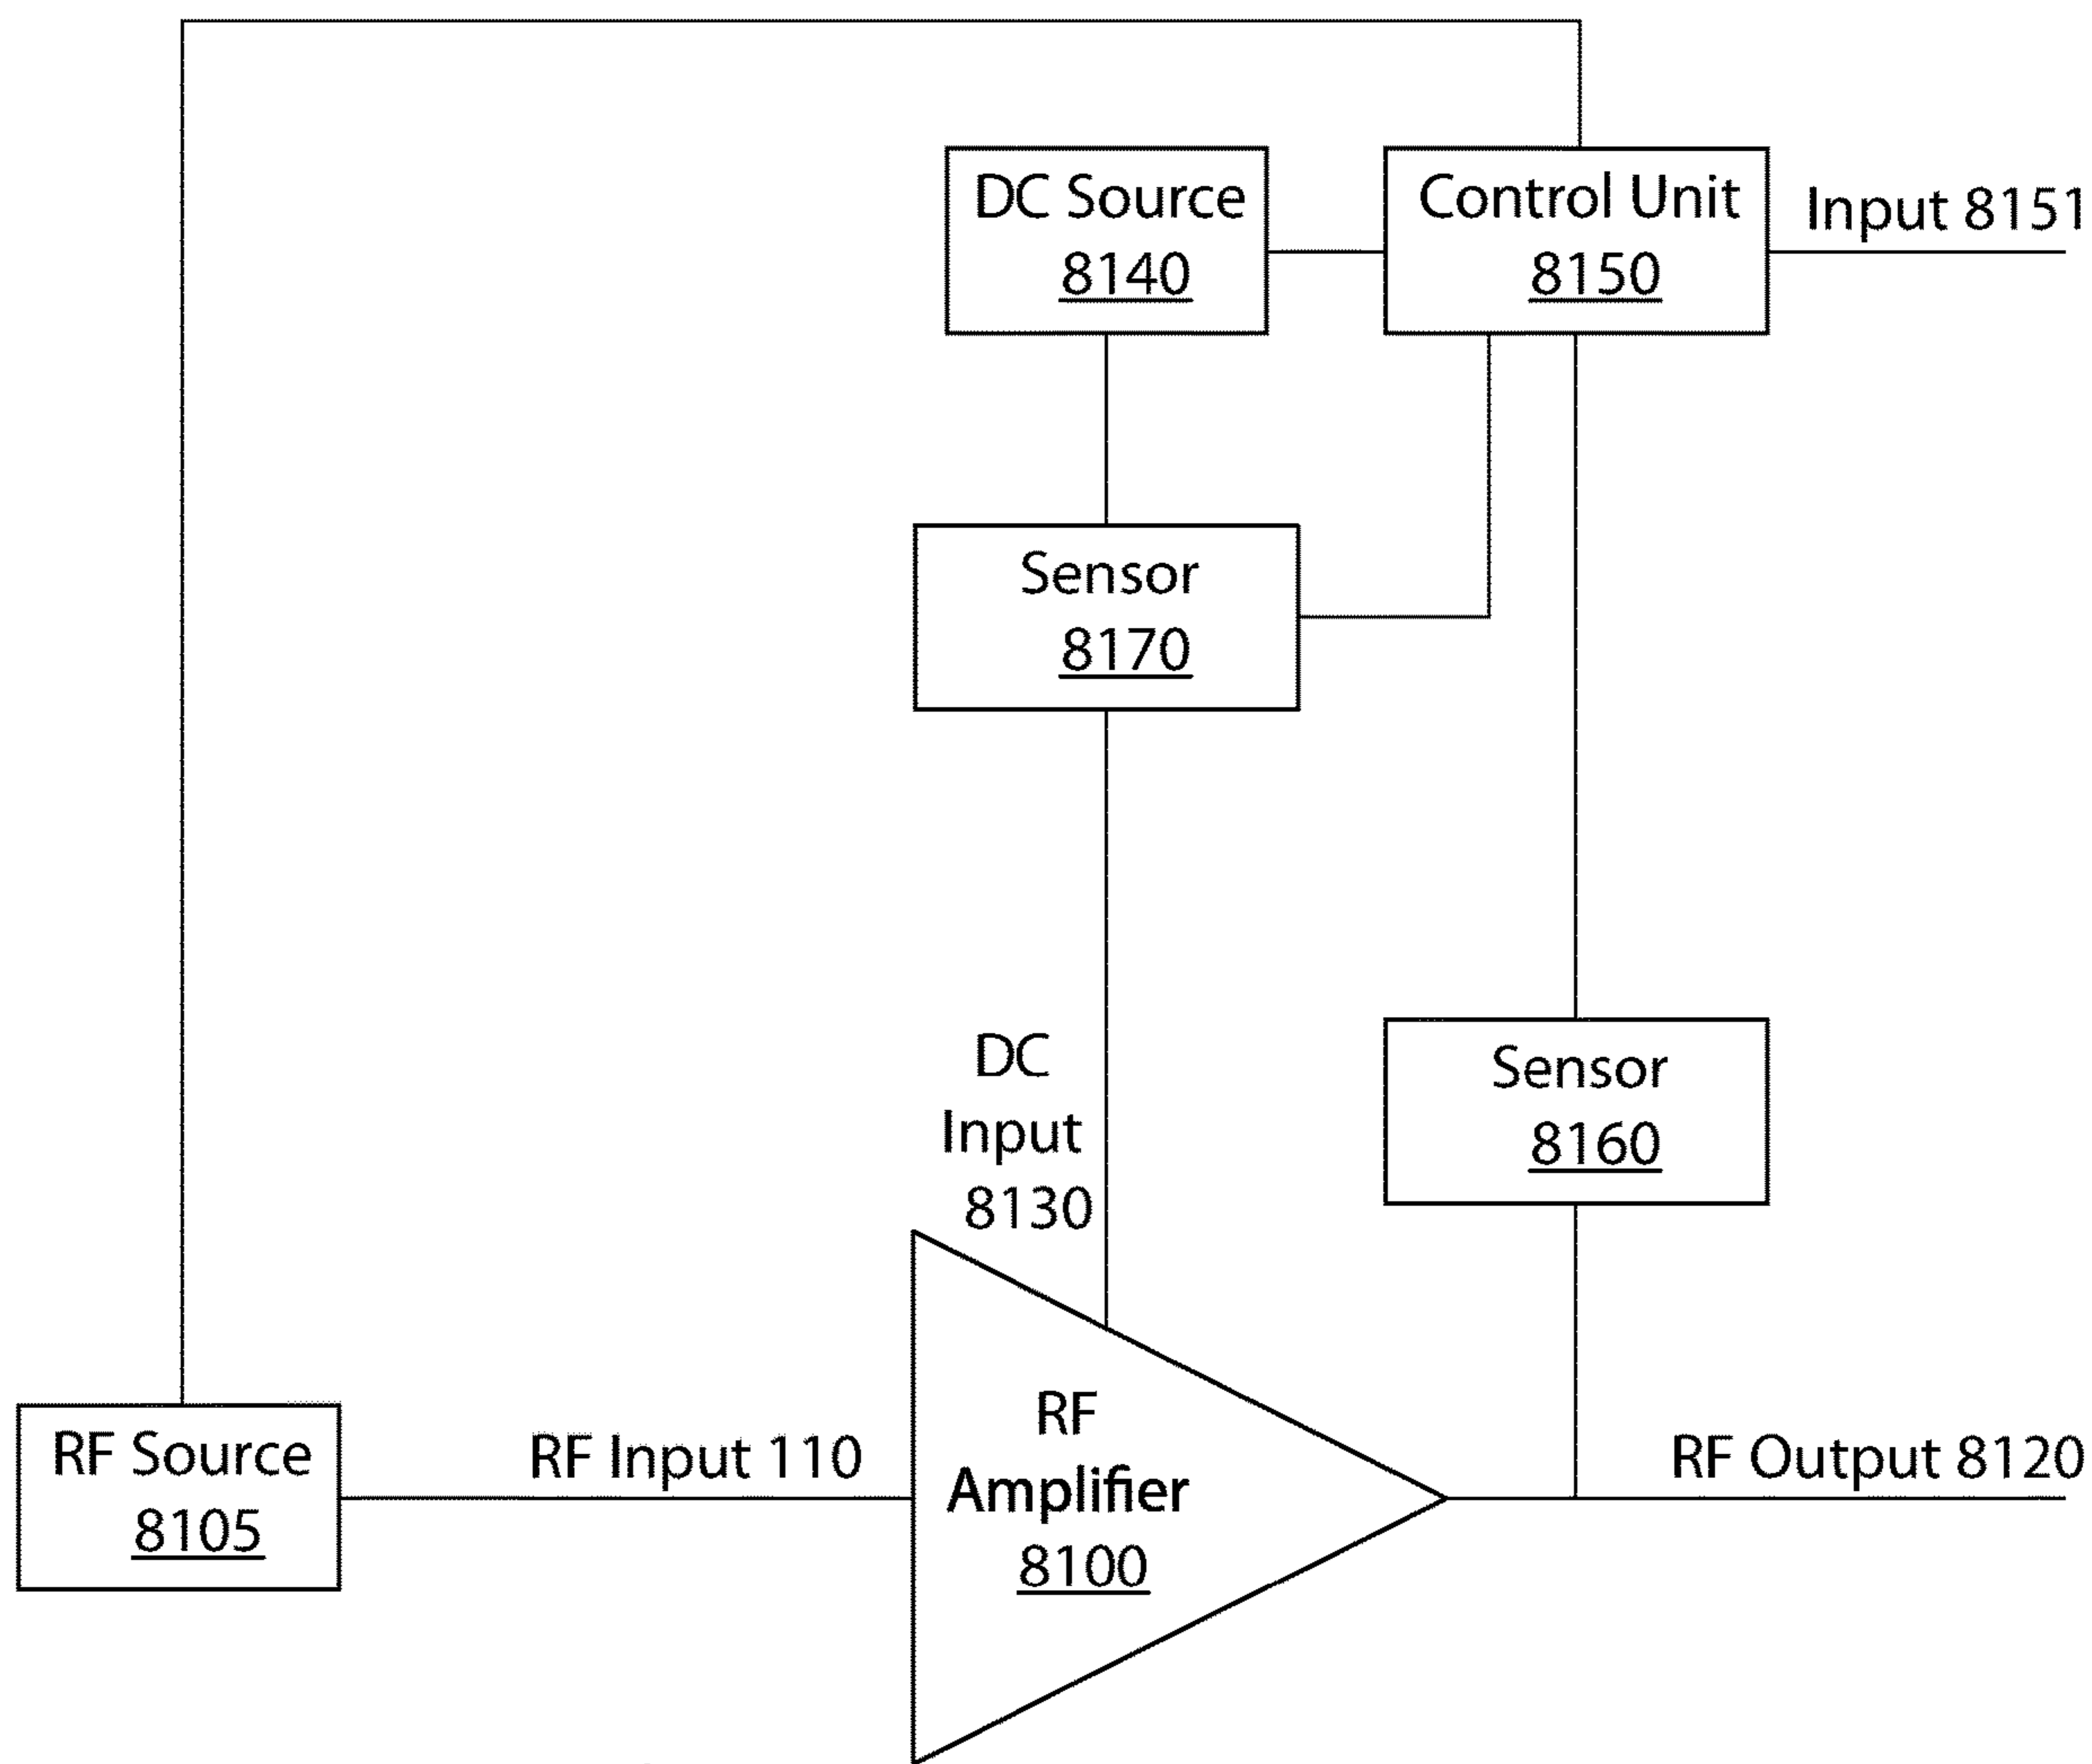 DC Source
8140
Control Unit
8150
Input 8151
Sensor
8170
DC
Input
8130
Sensor
8160
RF Source
8105
RF Input 110
RF
Amplifier
8100
RF Output 8120